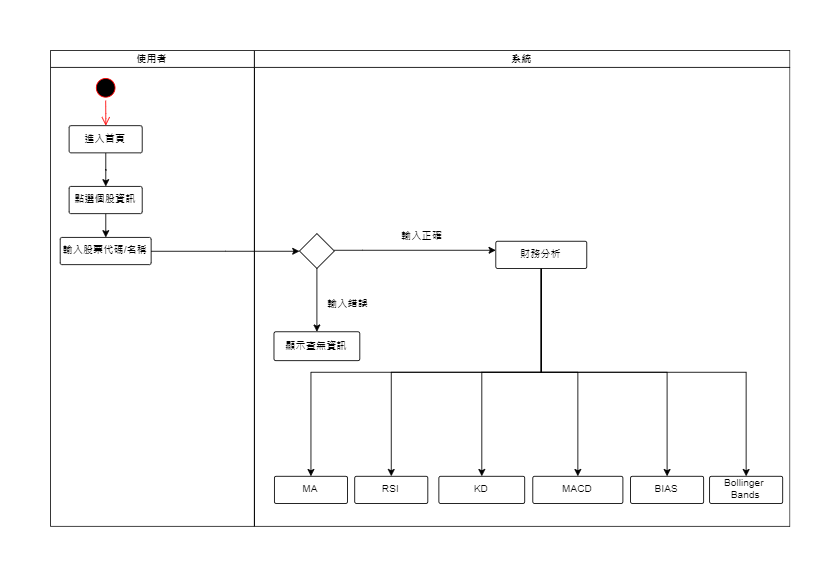 使用者
系統
進入首頁
點選個股資訊
輸入股票代碼/名稱
輸入正確
財務分析
輸入錯誤
顯示查無資訊
MA
RSI
KD
MACD
BIAS
Bollinger
Bands